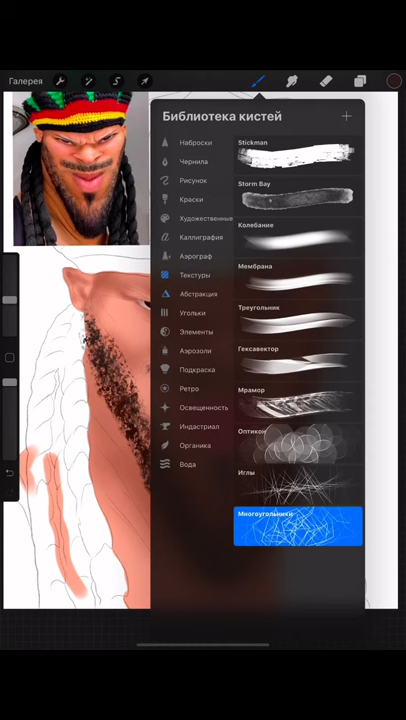 Галерея
Библиотека кистей
Наброски
Чернила
Рисунок
Краски
Художественные
Каллиграфия
Аэрограф
Текстуры
Абстракция
Угольки
Элементы
Аэрозоли
Подкраска
Ретро
Освещенность
Индастриал
Органика
Вода
Stickman
Storm Bay
Колебание
Мембрана
Треугольник
Гексавектор
Мрамор
Оптикон
Иглы
Многоугольники